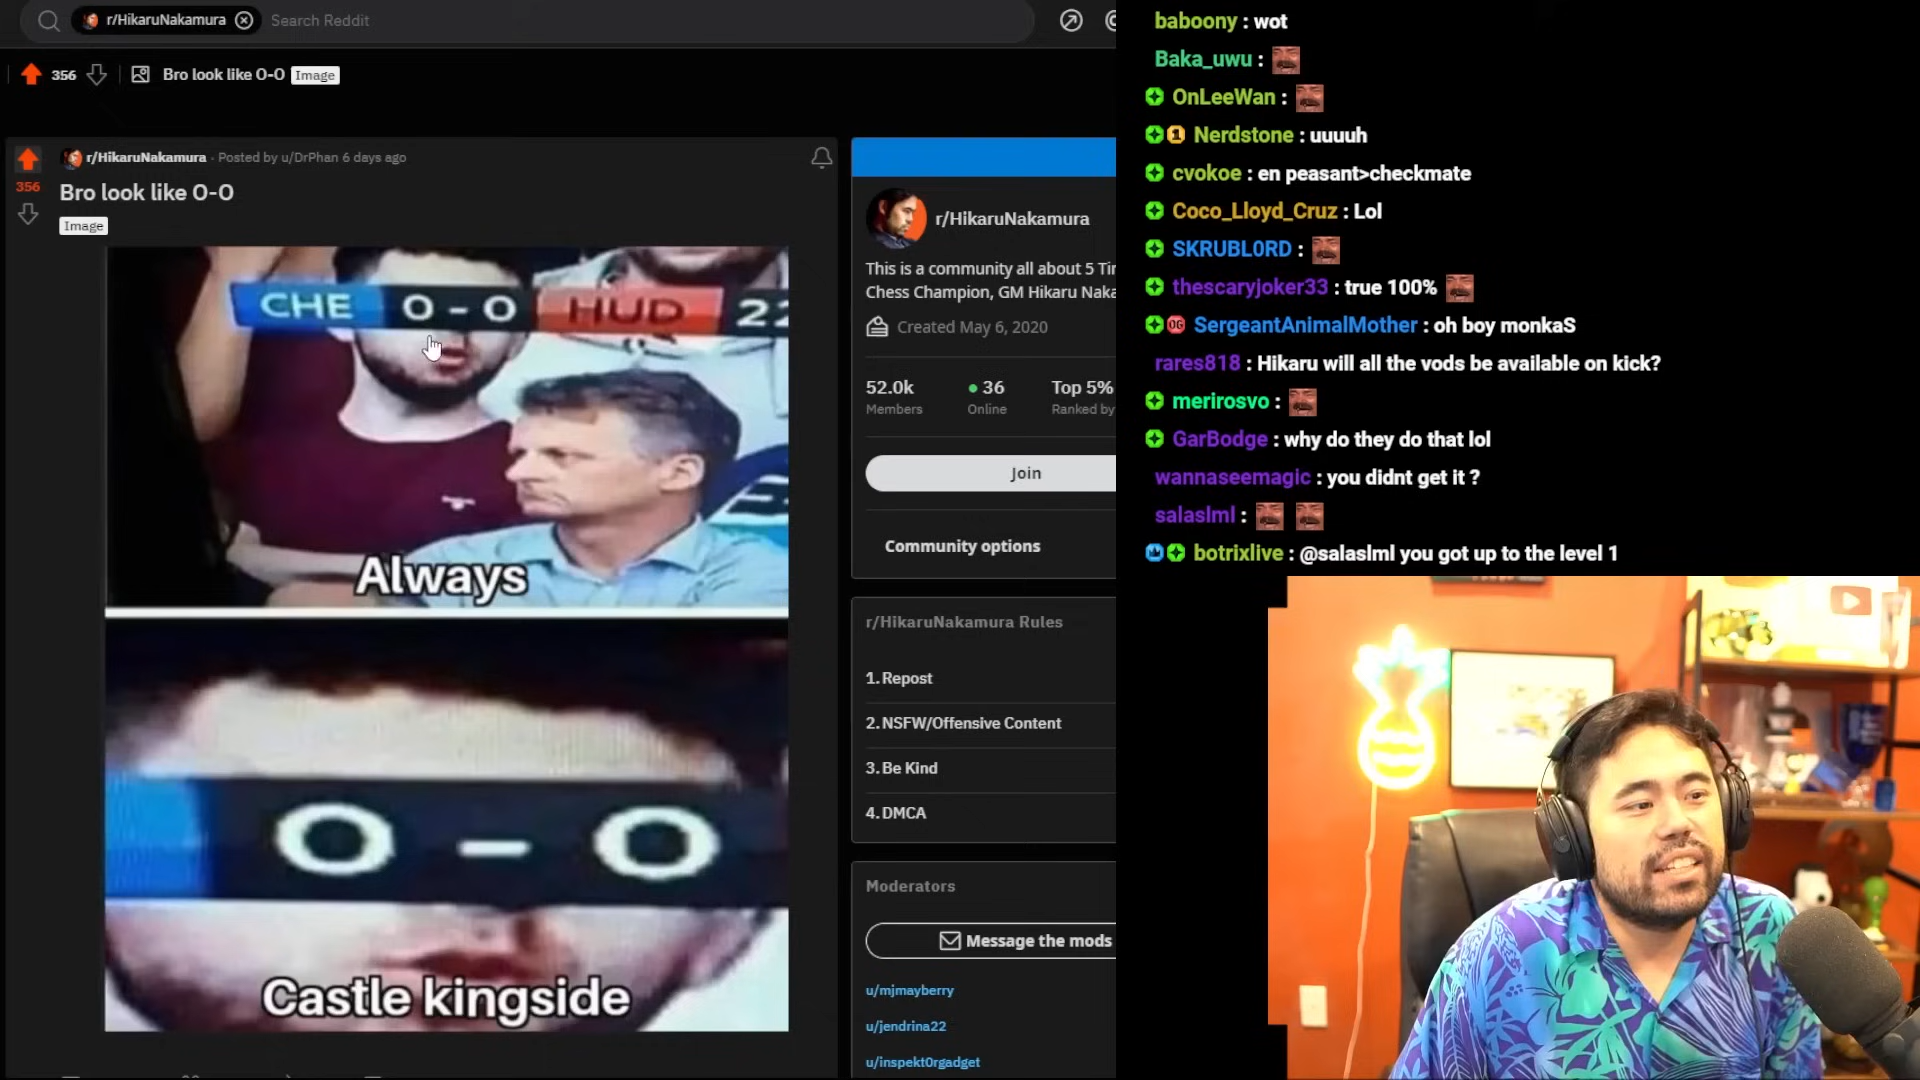 r/HikaruNakamura
Search Reddit
356
Bro look like O-O
Image
r/HikaruNakamura · Posted by u/DrPhan 6 days ago
356
Bro look like O-O
Image
CHE 0 - 0 HUD 22
Always
0 - 0
Castle kingside
r/HikaruNakamura
This is a community all about 5 Ti
Chess Champion, GM Hikaru Naka
Created May 6, 2020
52.0k
36
Top 5%
Members
Online
Ranked by
Join
Community options
r/HikaruNakamura Rules
1. Repost
2. NSFW/Offensive Content
3. Be Kind
4. DMCA
Moderators
Message the mods
u/mjmayberry
u/jendrina22
u/inspekt0rgadget
baboony : wot
Baka_uwu :
OnLeeWan :
1 Nerdstone : uuuuh
cvokoe : en peasant>checkmate
Coco_Lloyd_Cruz : Lol
SKRUBL0RD :
thescaryjoker33 : true 100%
OG SergeantAnimalMother : oh boy monkaS
rares818 : Hikaru will all the vods be available on kick?
merirosvo :
GarBodge : why do they do that lol
wannaseemagic : you didnt get it ?
salaslml :
botrixlive : @salaslml you got up to the level 1